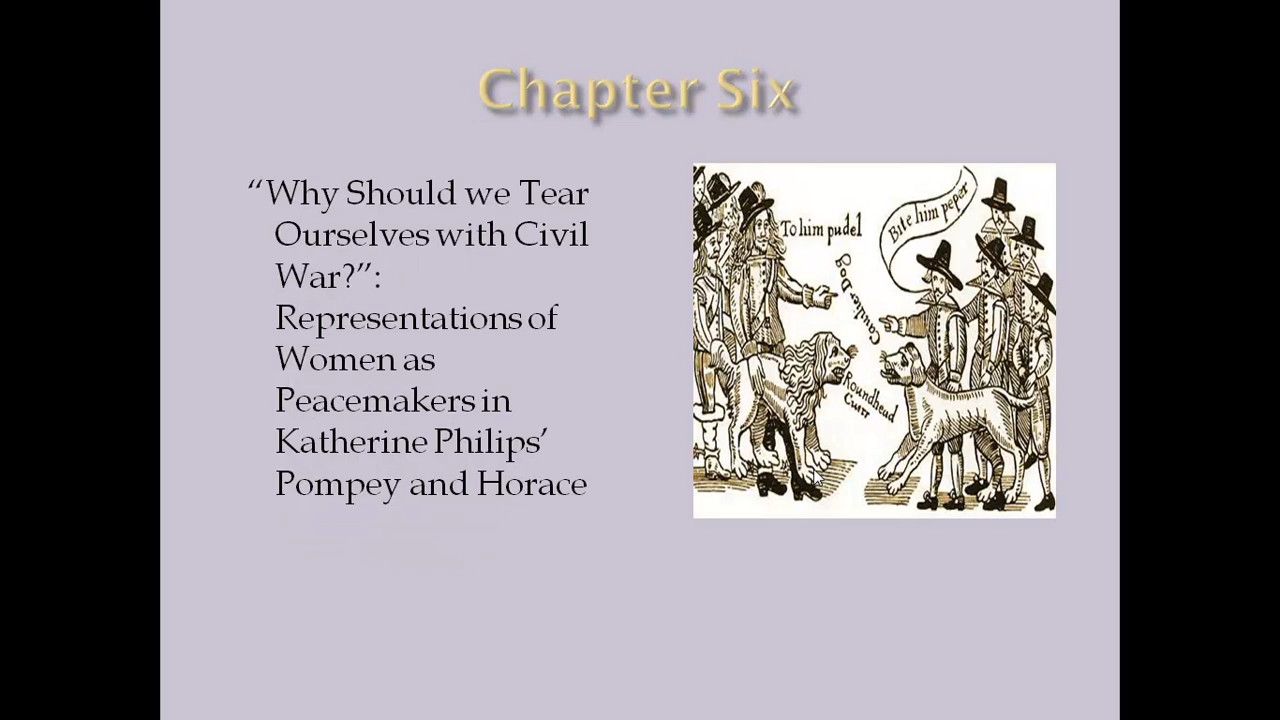 Chapter Six
“Why Should we Tear
Ourselves with Civil
War?”:
Representations of
Women as
Peacemakers in
Katherine Philips’
Pompey and Horace
To him pudel
Bite him peper
Cavalier Dog
Roundhead
Curr